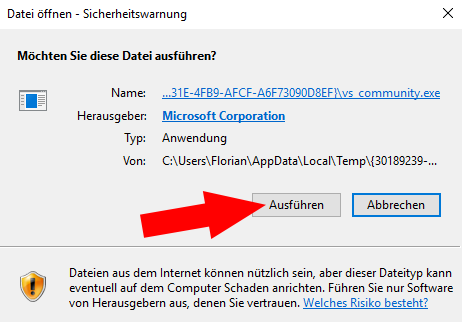 Datei öffnen - Sicherheitswarnung
Möchten Sie diese Datei ausführen?
Name: ...31E-4FB9-AFCF-A6F73090D8EF}\vs_community.exe
Herausgeber: Microsoft Corporation
Typ: Anwendung
Von: C:\Users\Florian\AppData\Local\Temp\{30189239-...
Ausführen Abbrechen
Dateien aus dem Internet können nützlich sein, aber dieser Dateityp kann
eventuell auf dem Computer Schaden anrichten. Führen Sie nur Software
von Herausgebern aus, denen Sie vertrauen. Welches Risiko besteht?